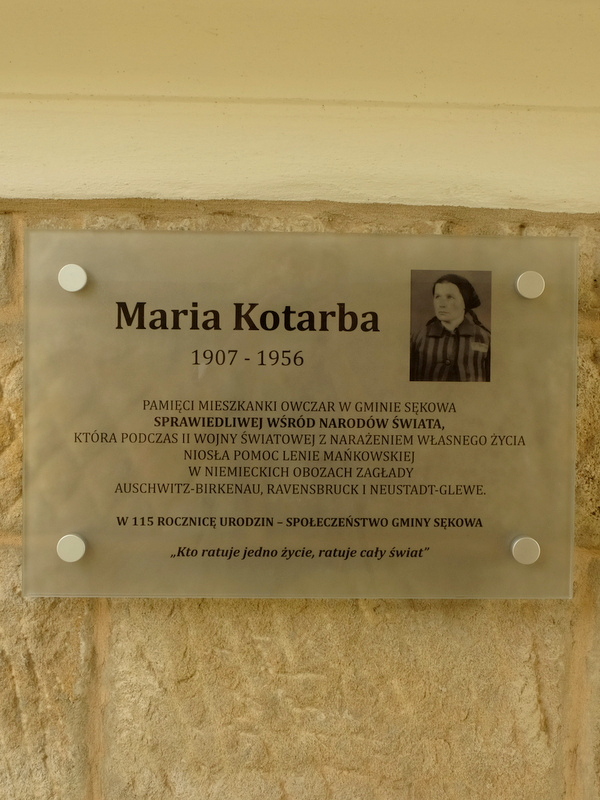 Maria Kotarba
1907 - 1956
PAMIĘCI MIESZKANKI OWCZAR W GMINIE SĘKOWA
SPRAWIEDLIWEJ WŚRÓD NARODÓW ŚWIATA,
KTÓRA PODCZAS II WOJNY ŚWIATOWEJ Z NARAŻENIEM WŁASNEGO ŻYCIA
NIOSŁA POMOC LENIE MAŃKOWSKIEJ
W NIEMIECKICH OBOZACH ZAGŁADY
AUSCHWITZ-BIRKENAU, RAVENSBRUCK I NEUSTADT-GLEWE.
W 115 ROCZNICĘ URODZIN – SPOŁECZEŃSTWO GMINY SĘKOWA
„Kto ratuje jedno życie, ratuje cały świat”